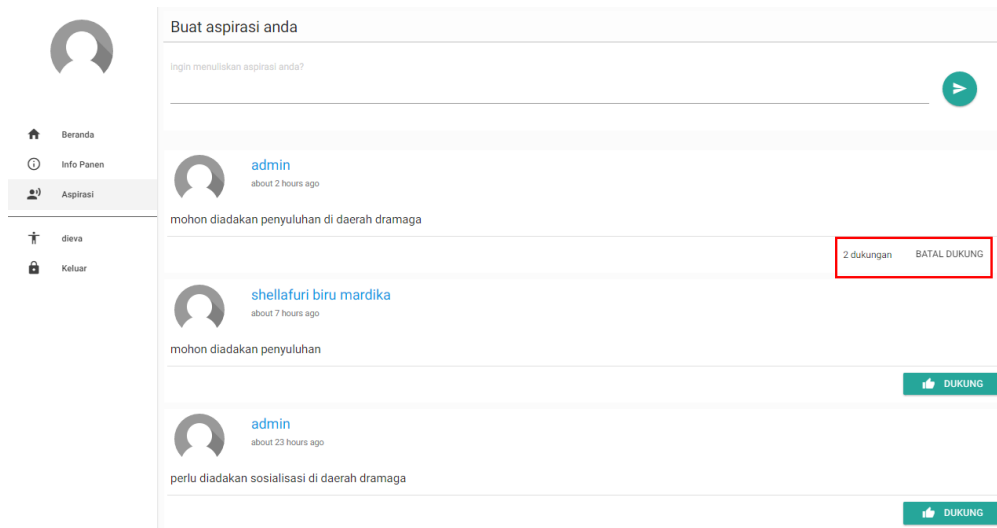 Buat aspirasi anda
Ingin menuliskan aspirasi anda?
Beranda
Info Panen
Aspirasi
dieva
Keluar
admin
about 2 hours ago
mohon diadakan penyuluhan di daerah dramaga
2 dukungan BATAL DUKUNG
shellafuri biru mardika
about 7 hours ago
mohon diadakan penyuluhan
DUKUNG
admin
about 23 hours ago
perlu diadakan sosialisasi di daerah dramaga
DUKUNG